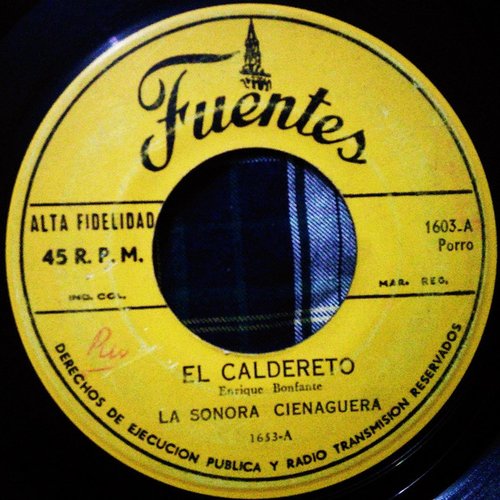 Fuentes
ALTA FIDELIDAD
45 R. P. M.
IND. COL.
1603-A
Porro
MAR. REG.
EL CALDERETO
Enrique Bonfante
LA SONORA CIENAGUERA
1653-A
DERECHOS DE EJECUCION PUBLICA Y RADIO TRANSMISION RESERVADOS